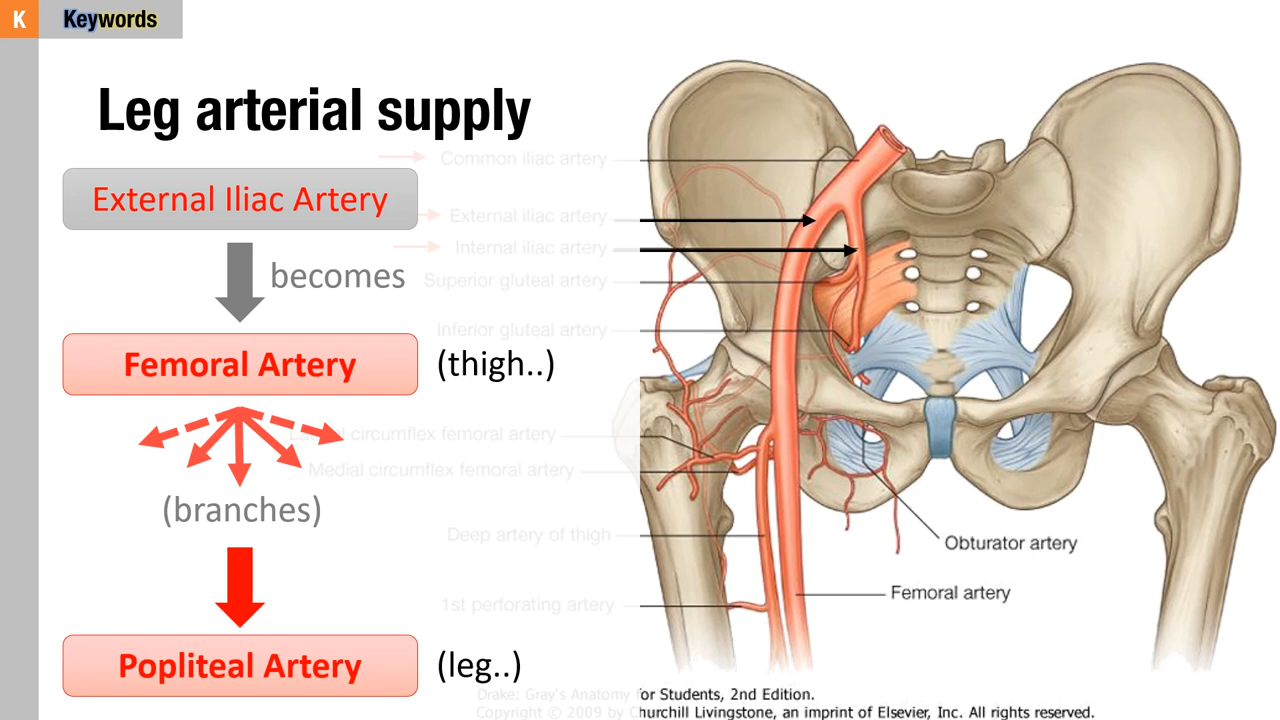 K
Keywords
Leg arterial supply
Common iliac artery
External Iliac Artery
External iliac artery
Internal iliac artery
becomes
Superior gluteal artery
Inferior gluteal artery
Femoral Artery
(thigh..)
Lateral circumflex femoral artery
Medial circumflex femoral artery
(branches)
Deep artery of thigh
Obturator artery
Femoral artery
1st perforating artery
Popliteal Artery
(leg..)
Drake: Gray's Anatomy for Students, 2nd Edition.
Copyright © 2009 by Churchill Livingstone, an imprint of Elsevier, Inc. All rights reserved.